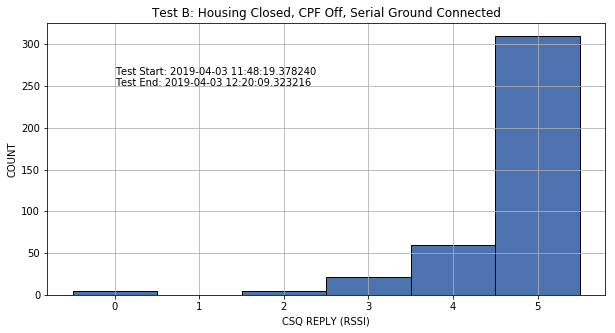 Test B: Housing Closed, CPF Off, Serial Ground Connected
300
250
200
150
100
50
0
COUNT
Test Start: 2019-04-03 11:48:19.378240
Test End: 2019-04-03 12:20:09.323216
0 1 2 3 4 5
CSQ REPLY (RSSI)